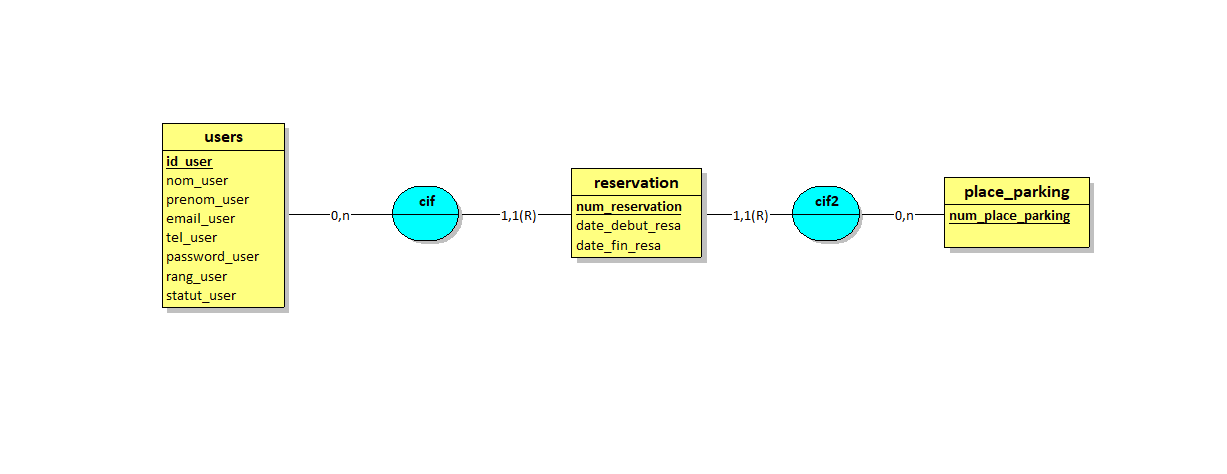 users
id_user
nom_user
prenom_user
email_user
tel_user
password_user
rang_user
statut_user
0,n
cif
1,1(R)
reservation
num_reservation
date_debut_resa
date_fin_resa
1,1(R)
cif2
0,n
place_parking
num_place_parking